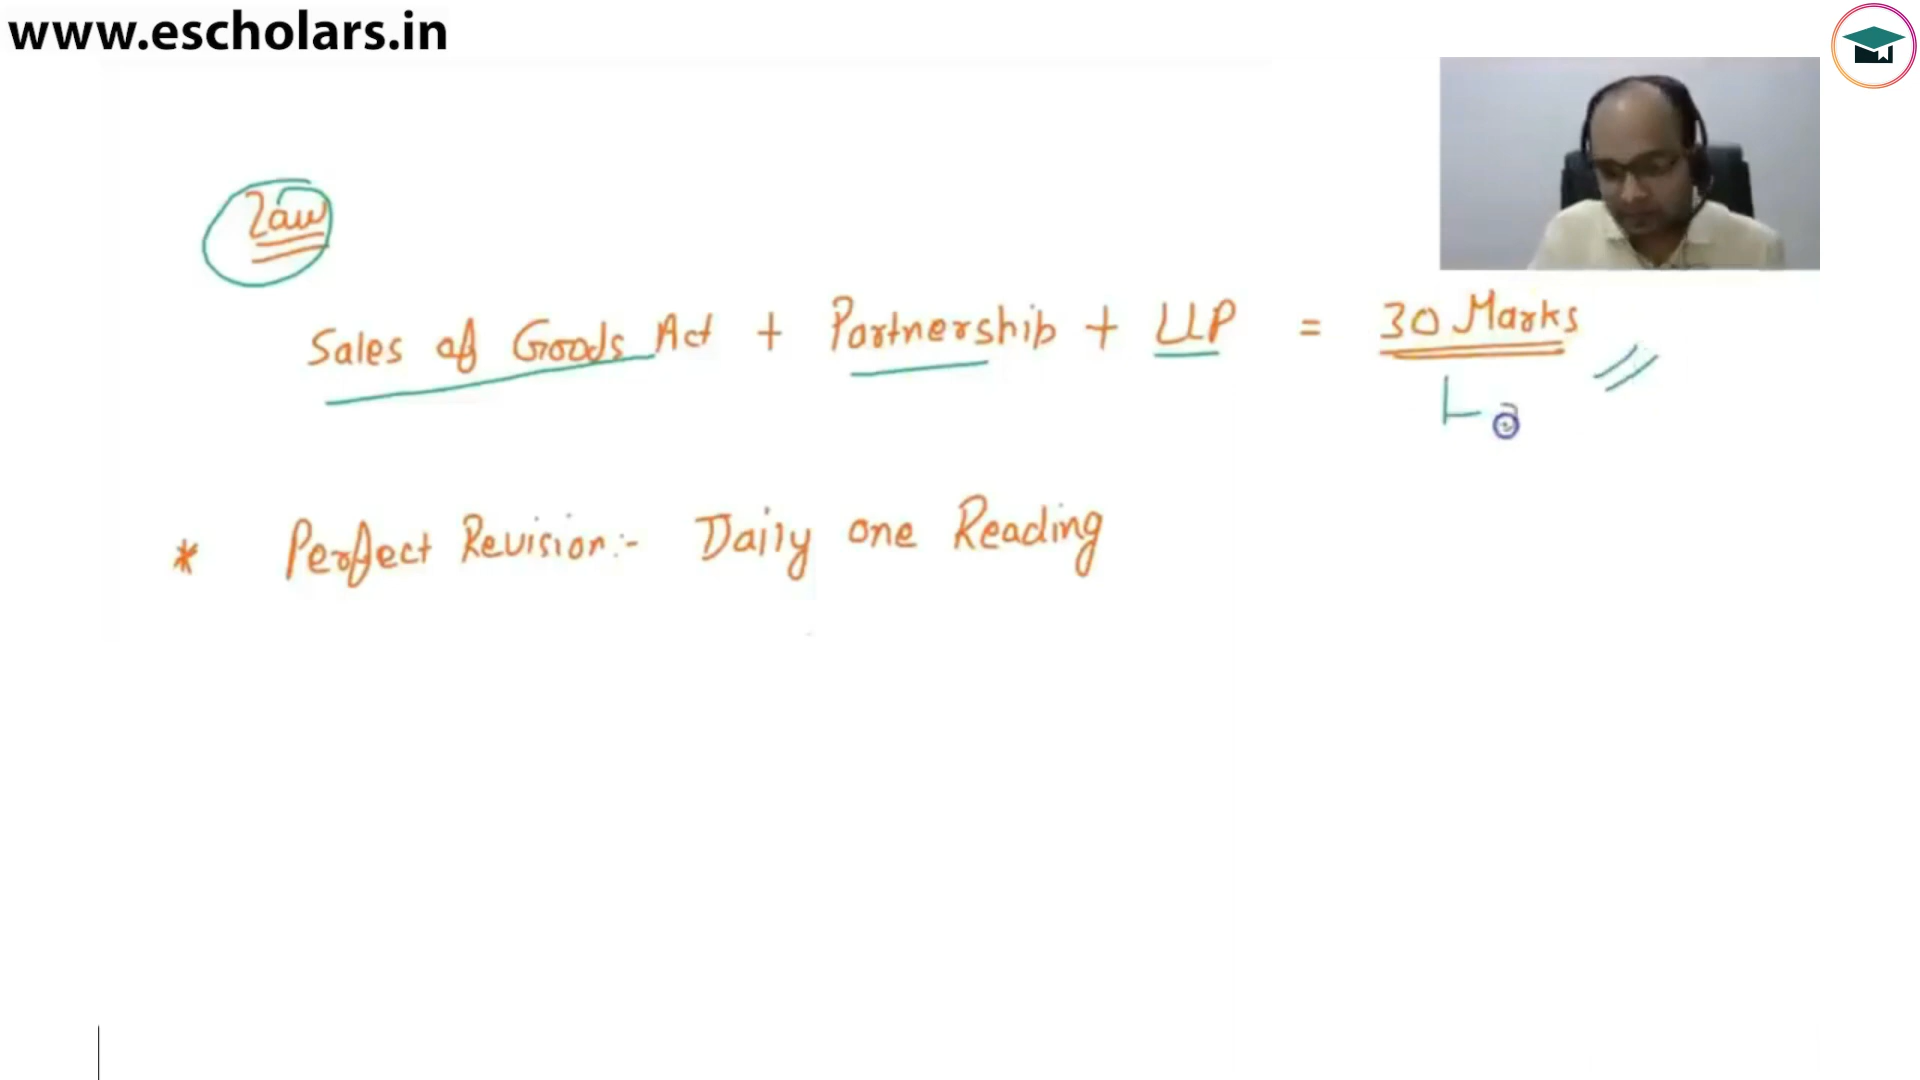 www.escholars.in
Law
Sales of Goods Act + Partnership + LLP = 30 Marks
* Perfect Revision:- Daily one Reading